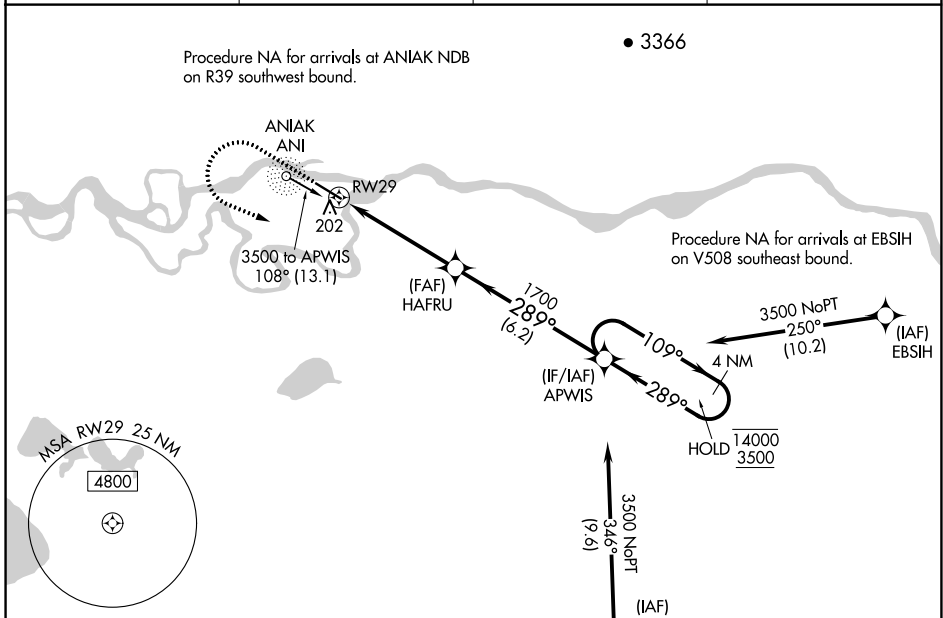 Procedure NA for arrivals at ANIAK NDB
on R39 southwest bound.
3366
ANIAK
ANI
RW29
202
3500 to APWIS
108° (13.1)
Procedure NA for arrivals at EBSIH
on V508 southeast bound.
(FAF)
HAFRU
1700
289°
(6.2)
3500 NoPT
250°
(10.2)
(IAF)
EBSIH
109°
4 NM
(IF/IAF)
APWIS
289°
HOLD
14000
3500
MSA RW29 25 NM
4800
3500 NoPT
346°
(9.6)
(IAF)